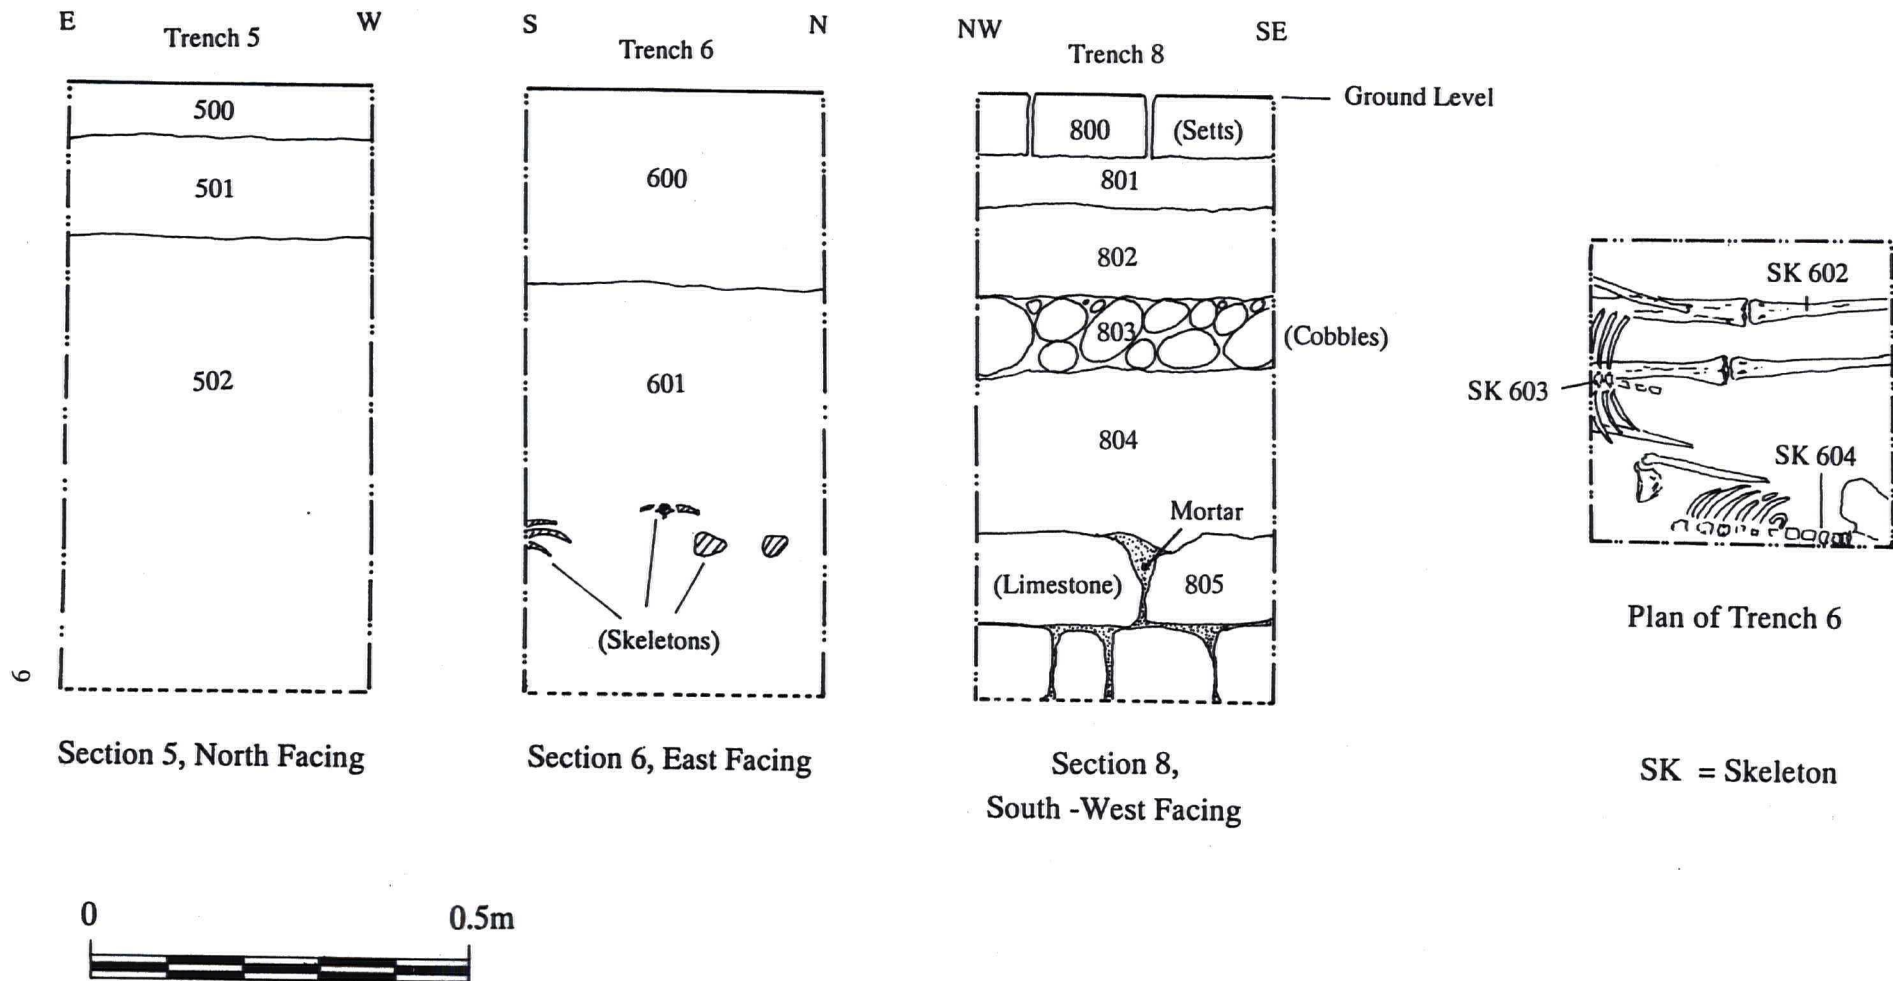 E
Trench 5
W
500
501
502
Section 5, North Facing
S
Trench 6
N
600
601
(Skeletons)
Section 6, East Facing
NW
Trench 8
SE
Ground Level
800
(Setts)
801
802
803
(Cobbles)
804
Mortar
(Limestone)
805
Section 8,
South -West Facing
SK 602
SK 603
SK 604
Plan of Trench 6
SK = Skeleton
9
0
0.5m